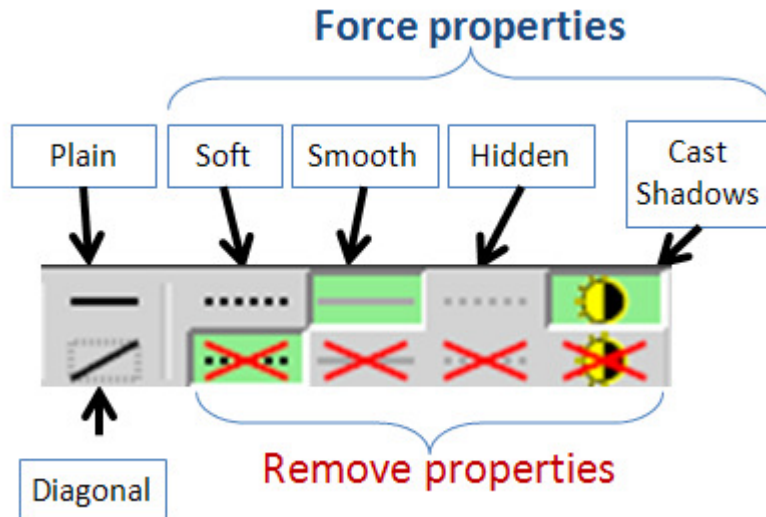 Force properties
Plain
Soft
Smooth
Hidden
Cast
Shadows
Diagonal
Remove properties